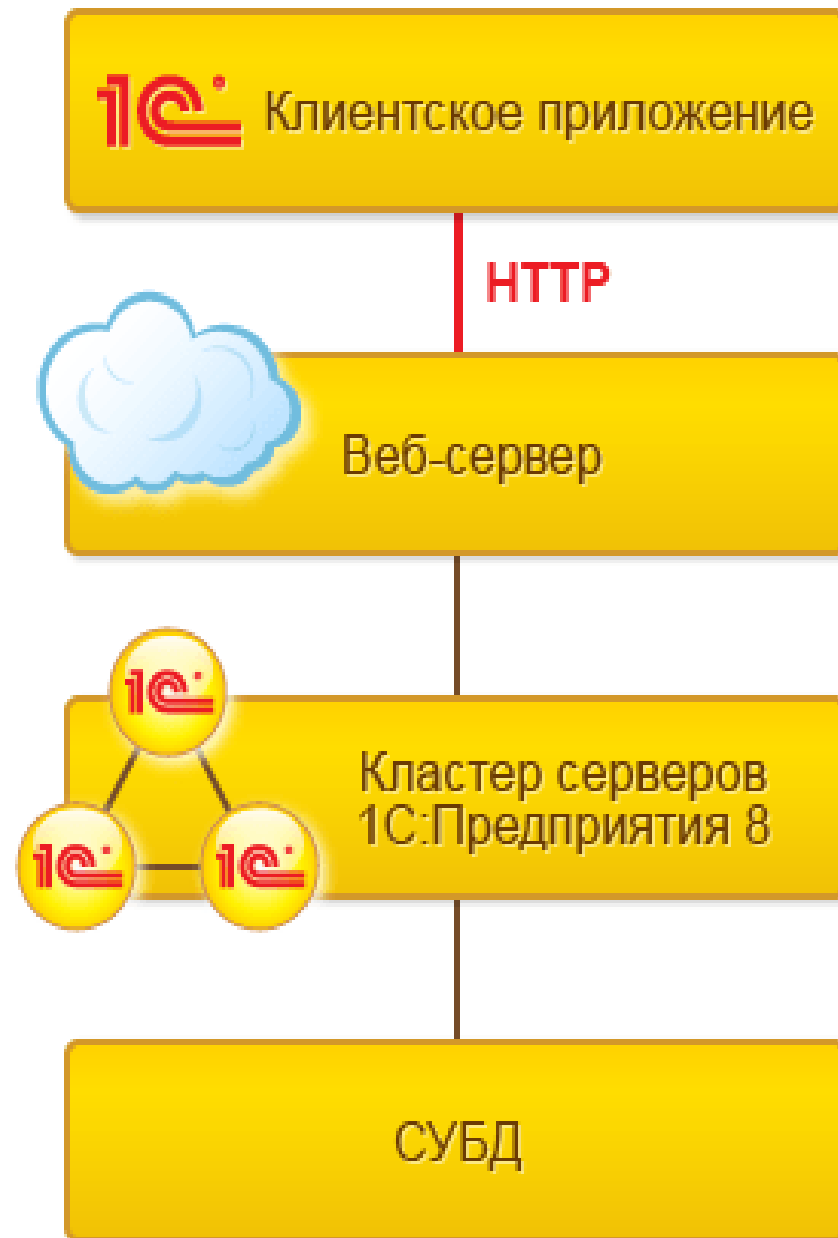 1С Клиентское приложение
HTTP
Веб-сервер
1С
Кластер серверов
1С:Предприятия 8
1С 1С
СУБД